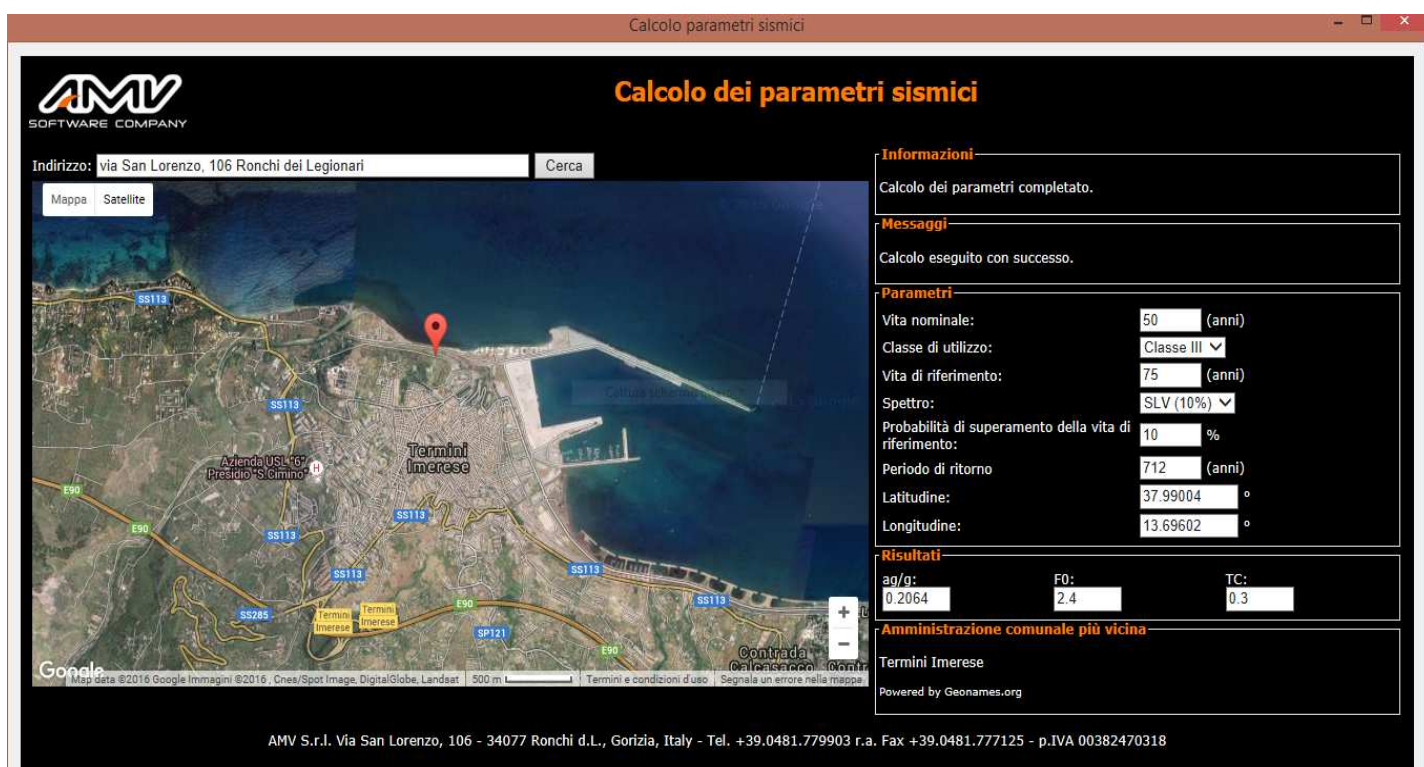 Calcolo parametri sismici
AMV
SOFTWARE COMPANY
Calcolo dei parametri sismici
Indirizzo: via San Lorenzo, 106 Ronchi dei Legionari Cerca
Mappa Satellite
SS113
SS113
Termini
Imerese
Azienda USL "6"
Presidio "S.Cimino" H
E90
SS113
E90
SS113
SS113
SS113
SS113
SS285
Termini
Imerese
Termini
Imerese
E90
SP121
E90
Contrada
Calcasacco
Contr
+
−
Google
Map data ©2016 Google Immagini ©2016 , Cnes/Spot Image, DigitalGlobe, Landsat 500 m Termini e condizioni d'uso Segnala un errore nella mappa
Informazioni
Calcolo dei parametri completato.
Messaggi
Calcolo eseguito con successo.
Parametri
Vita nominale: 50 (anni)
Classe di utilizzo: Classe III
Vita di riferimento: 75 (anni)
Spettro: SLV (10%)
Probabilità di superamento della vita di
riferimento: 10 %
Periodo di ritorno 712 (anni)
Latitudine: 37.99004 °
Longitudine: 13.69602 °
Risultati
ag/g: F0: TC:
0.2064 2.4 0.3
Amministrazione comunale più vicina
Termini Imerese
Powered by Geonames.org
AMV S.r.l. Via San Lorenzo, 106 - 34077 Ronchi d.L., Gorizia, Italy - Tel. +39.0481.779903 r.a. Fax +39.0481.777125 - p.IVA 00382470318